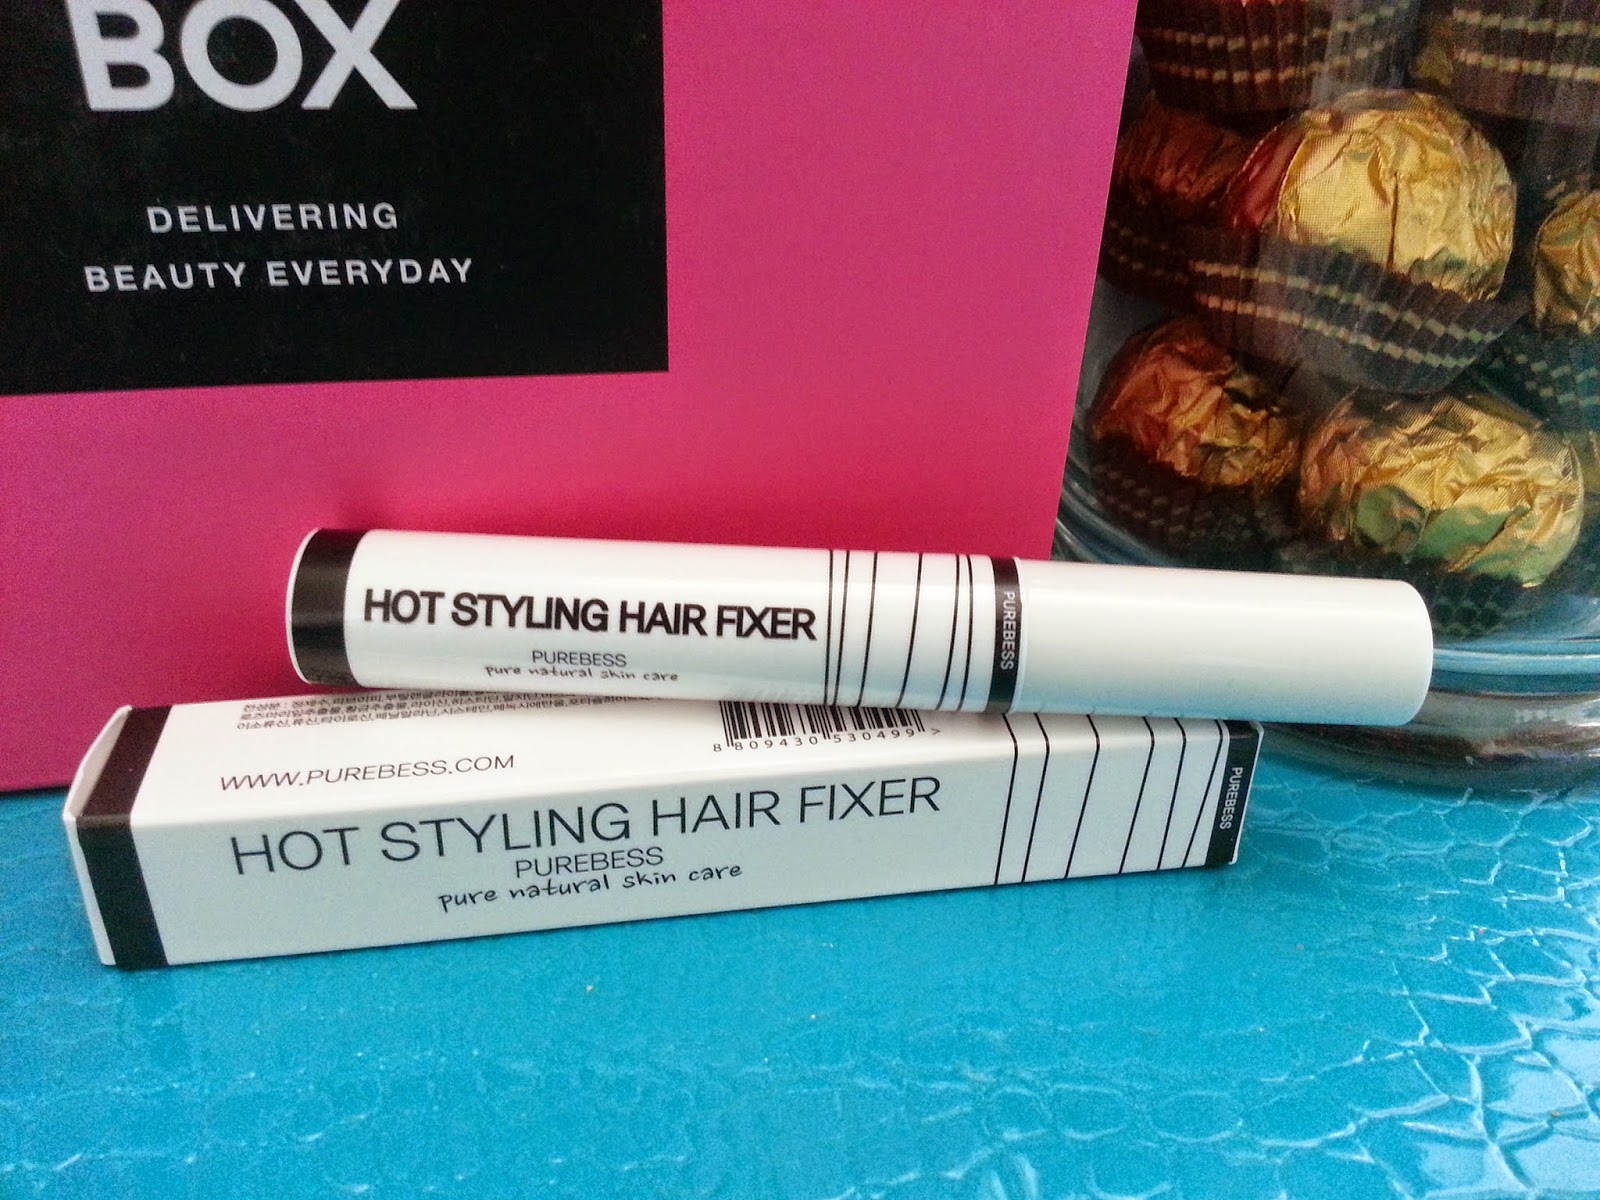 BOX
DELIVERING
BEAUTY EVERYDAY
HOT STYLING HAIR FIXER
PUREBESS
pure natural skin care
PUREBESS
WWW.PUREBESS.COM
8 809430 530499 >
HOT STYLING HAIR FIXER
PUREBESS
pure natural skin care
PUREBESS